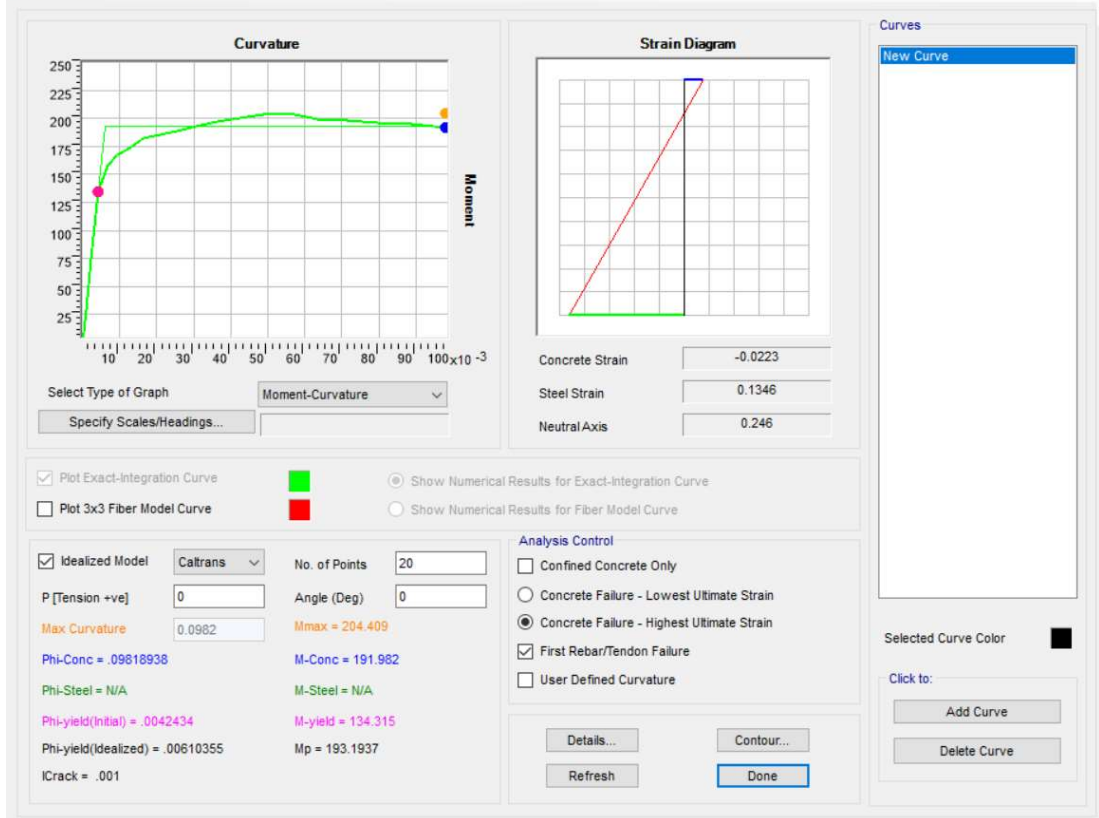 Curvature
250
225
200
175
150
125
100
75
50
25
Moment
10 20 30 40 50 60 70 80 90 100 x10 -3
Select Type of Graph Moment-Curvature
Specify Scales/Headings...
Strain Diagram
Concrete Strain -0.0223
Steel Strain 0.1346
Neutral Axis 0.246
Curves
New Curve
Plot Exact-Integration Curve Show Numerical Results for Exact-Integration Curve
Plot 3x3 Fiber Model Curve Show Numerical Results for Fiber Model Curve
Idealized Model Caltrans No. of Points 20
P [Tension +ve] 0 Angle (Deg) 0
Max Curvature 0.0982 Mmax = 204.409
Phi-Conc = .09818938 M-Conc = 191.982
Phi-Steel = N/A M-Steel = N/A
Phi-yield(Initial) = .0042434 M-yield = 134.315
Phi-yield(Idealized) = .00610355 Mp = 193.1937
ICrack = .001
Analysis Control
Confined Concrete Only
Concrete Failure - Lowest Ultimate Strain
Concrete Failure - Highest Ultimate Strain
First Rebar/Tendon Failure
User Defined Curvature
Details... Contour...
Refresh Done
Selected Curve Color
Click to:
Add Curve
Delete Curve